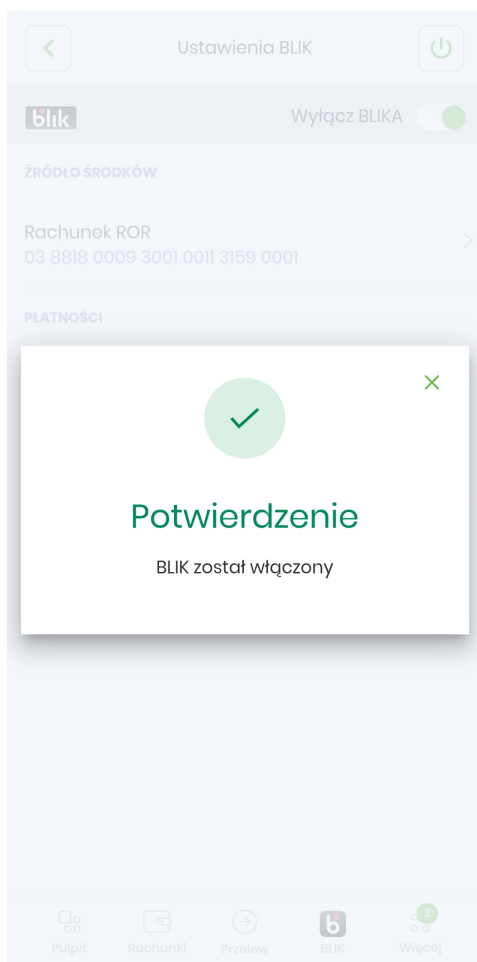 Ustawienia BLIK
blik
Wyłącz BLIKA
ŹRÓDŁO ŚRODKÓW
Rachunek ROR
03 8818 0009 3001 0011 3159 0001
PŁATNOŚCI
Potwierdzenie
BLIK został włączony
b
3
Pulpit
Rachunki
Przelew
BLIK
Więcej